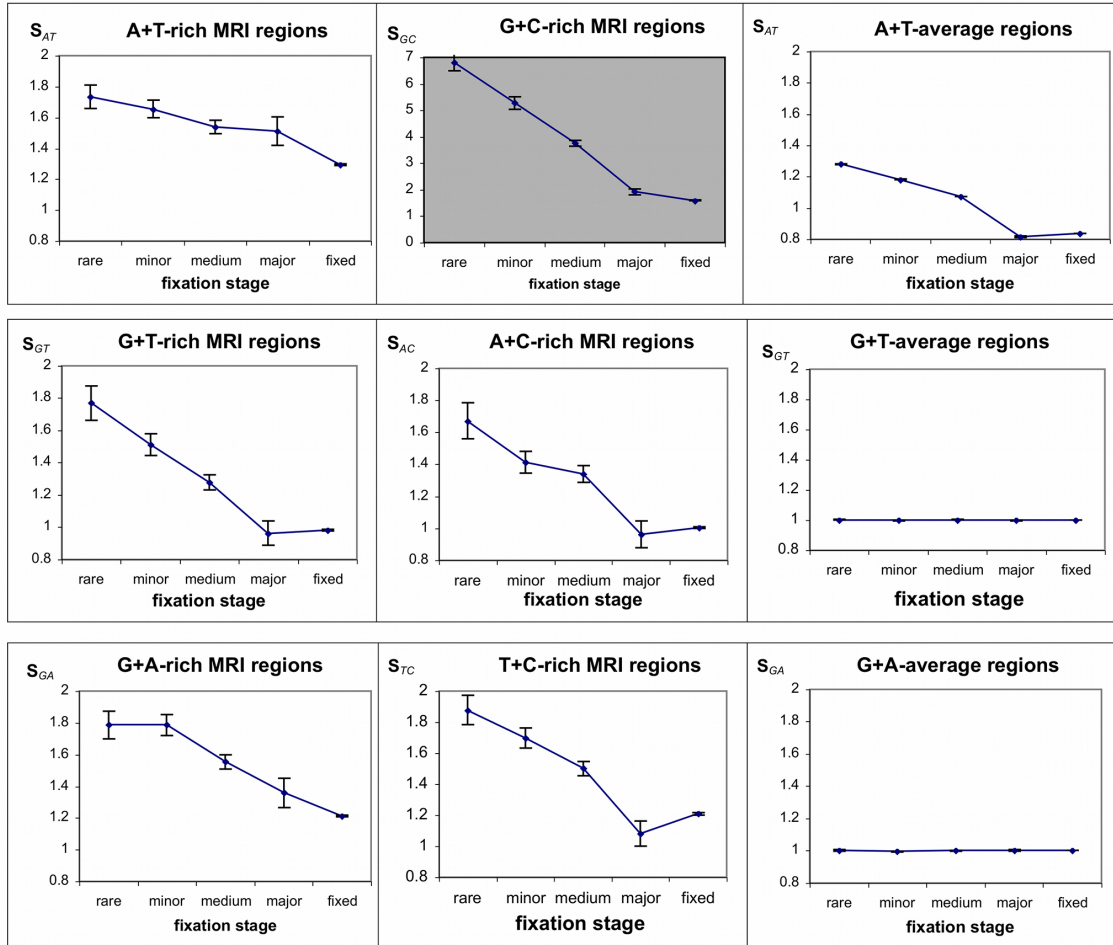 S_AT A+T-rich MRI regions
2
1.8
1.6
1.4
1.2
1
0.8
rare minor medium major fixed
fixation stage
S_GC G+C-rich MRI regions
7
6
5
4
3
2
1
0
rare minor medium major fixed
fixation stage
S_AT A+T-average regions
2
1.8
1.6
1.4
1.2
1
0.8
rare minor medium major fixed
fixation stage
S_GT G+T-rich MRI regions
2
1.8
1.6
1.4
1.2
1
0.8
rare minor medium major fixed
fixation stage
S_AC A+C-rich MRI regions
2
1.8
1.6
1.4
1.2
1
0.8
rare minor medium major fixed
fixation stage
S_GT G+T-average regions
2
1.8
1.6
1.4
1.2
1
0.8
rare minor medium major fixed
fixation stage
S_GA G+A-rich MRI regions
2
1.8
1.6
1.4
1.2
1
0.8
rare minor medium major fixed
fixation stage
S_TC T+C-rich MRI regions
2
1.8
1.6
1.4
1.2
1
0.8
rare minor medium major fixed
fixation stage
S_GA G+A-average regions
2
1.8
1.6
1.4
1.2
1
0.8
rare minor medium major fixed
fixation stage